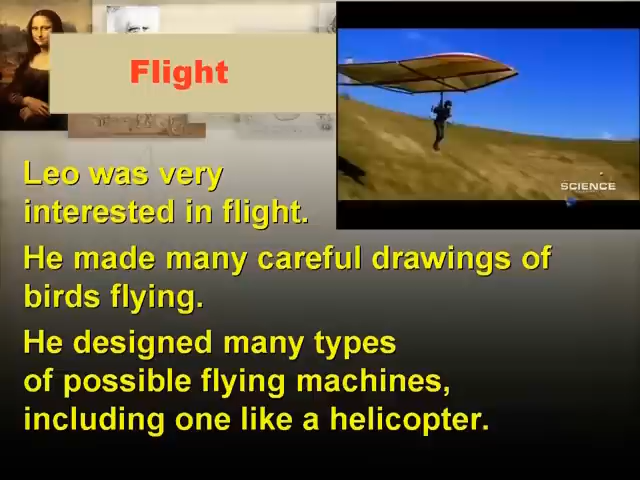 Flight
SCIENCE
Leo was very
interested in flight.
He made many careful drawings of
birds flying.
He designed many types
of possible flying machines,
including one like a helicopter.